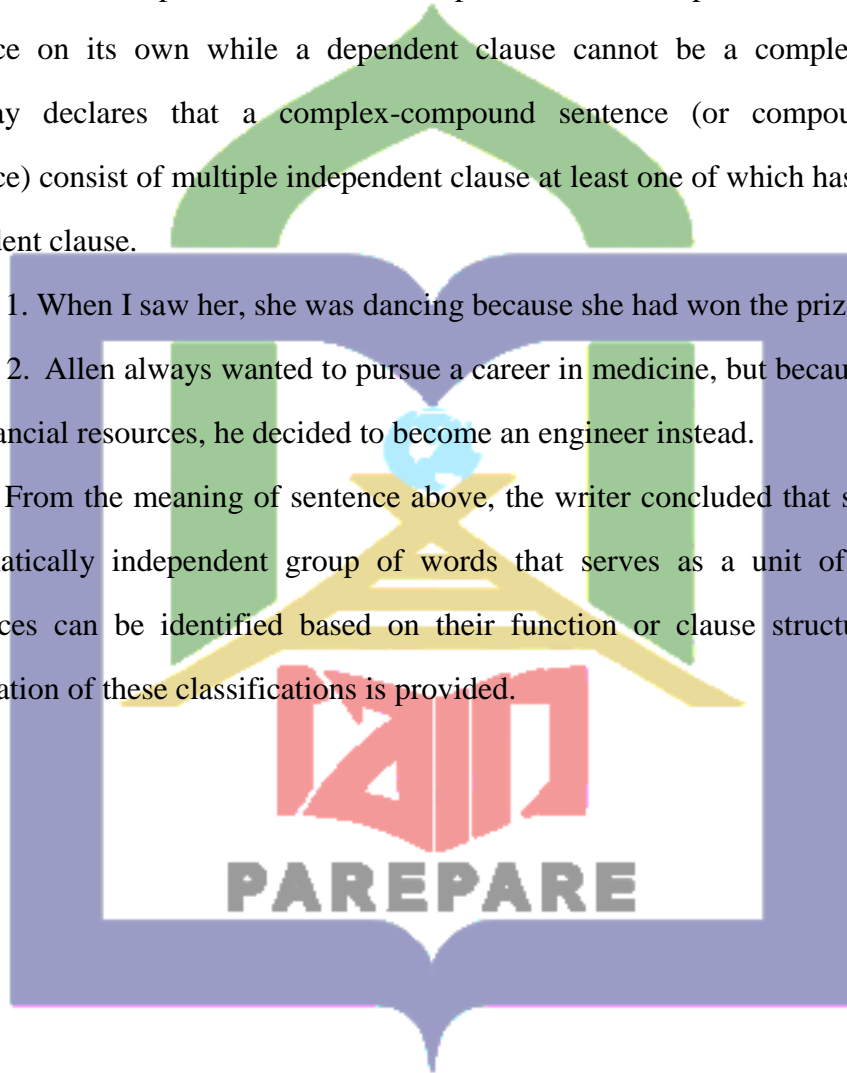 ce on its own while a dependent clause cannot be a comple
ay declares that a complex-compound sentence (or compou
ce) consist of multiple independent clause at least one of which has
dent clause.
1. When I saw her, she was dancing because she had won the priz
2. Allen always wanted to pursue a career in medicine, but becau
ancial resources, he decided to become an engineer instead.
From the meaning of sentence above, the writer concluded that s
atically independent group of words that serves as a unit of
ces can be identified based on their function or clause structu
ation of these classifications is provided.
PAREPARE